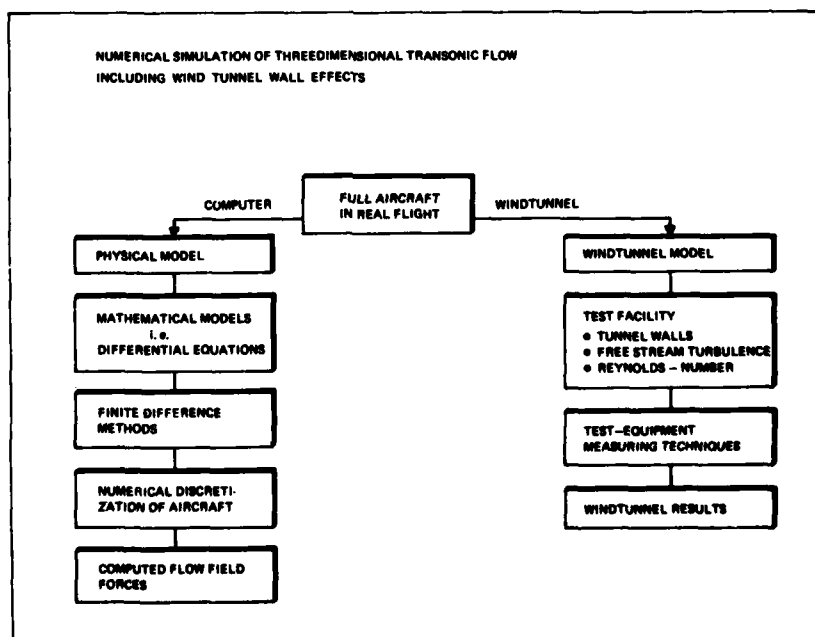 NUMERICAL SIMULATION OF THREEDIMENSIONAL TRANSONIC FLOW
INCLUDING WIND TUNNEL WALL EFFECTS
FULL AIRCRAFT
IN REAL FLIGHT
COMPUTER
WINDTUNNEL
PHYSICAL MODEL
MATHEMATICAL MODELS
i. e.
DIFFERENTIAL EQUATIONS
FINITE DIFFERENCE
METHODS
NUMERICAL DISCRETI-
ZATION OF AIRCRAFT
COMPUTED FLOW FIELD
FORCES
WINDTUNNEL MODEL
TEST FACILITY
● TUNNEL WALLS
● FREE STREAM TURBULENCE
● REYNOLDS – NUMBER
TEST–EQUIPMENT
MEASURING TECHNIQUES
WINDTUNNEL RESULTS